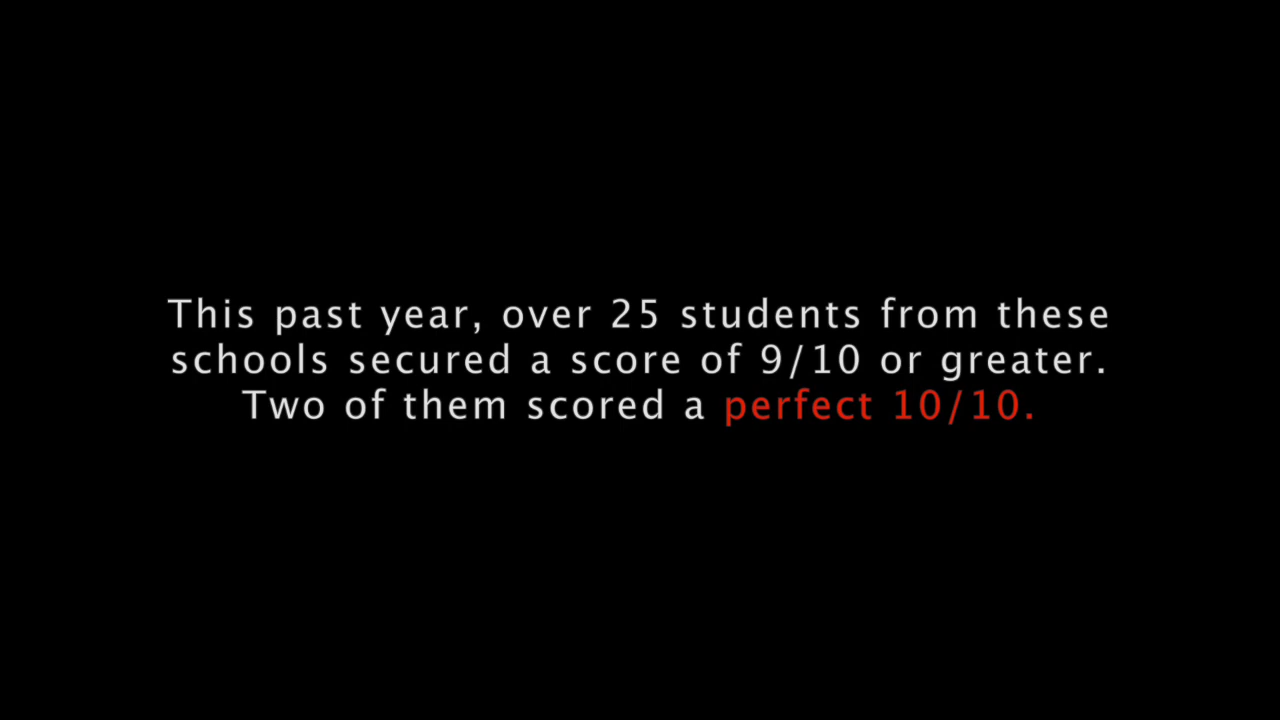 This past year, over 25 students from these
schools secured a score of 9/10 or greater.
Two of them scored a perfect 10/10.